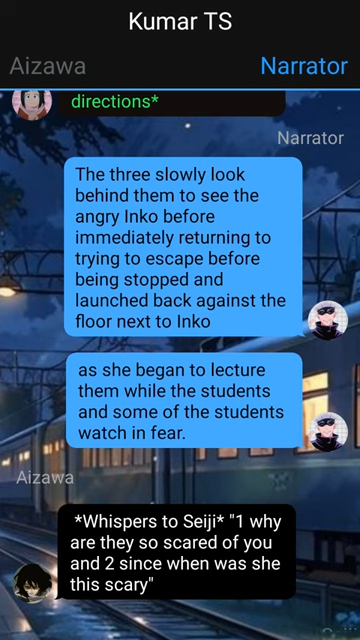 Kumar TS
Aizawa
Narrator
directions*
Narrator
The three slowly look
behind them to see the
angry Inko before
immediately returning to
trying to escape before
being stopped and
launched back against the
floor next to Inko
as she began to lecture
them while the students
and some of the students
watch in fear.
Aizawa
*Whispers to Seiji* "1 why
are they so scared of you
and 2 since when was she
this scary"